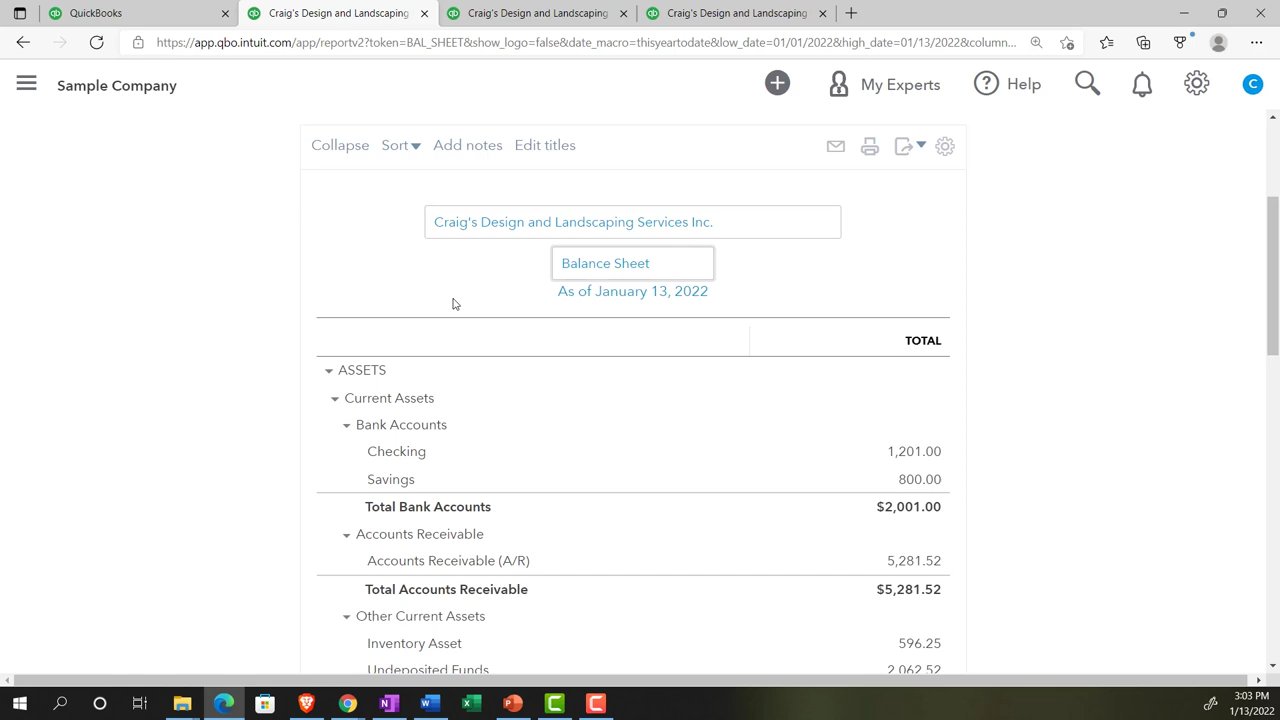 QuickBooks
Craig's Design and Landscaping
Craig's Design and Landscaping
Craig's Design and Landscaping
https://app.qbo.intuit.com/app/reportv2?token=BAL_SHEET&show_logo=false&date_macro=thisyeartodate&low_date=01/01/2022&high_date=01/13/2022&column...
Sample Company
My Experts
Help
C
Collapse Sort Add notes Edit titles
Craig's Design and Landscaping Services Inc.
Balance Sheet
As of January 13, 2022
TOTAL
ASSETS
Current Assets
Bank Accounts
Checking 1,201.00
Savings 800.00
Total Bank Accounts $2,001.00
Accounts Receivable
Accounts Receivable (A/R) 5,281.52
Total Accounts Receivable $5,281.52
Other Current Assets
Inventory Asset 596.25
Undeposited Funds 2,062.52
3:03 PM
1/13/2022